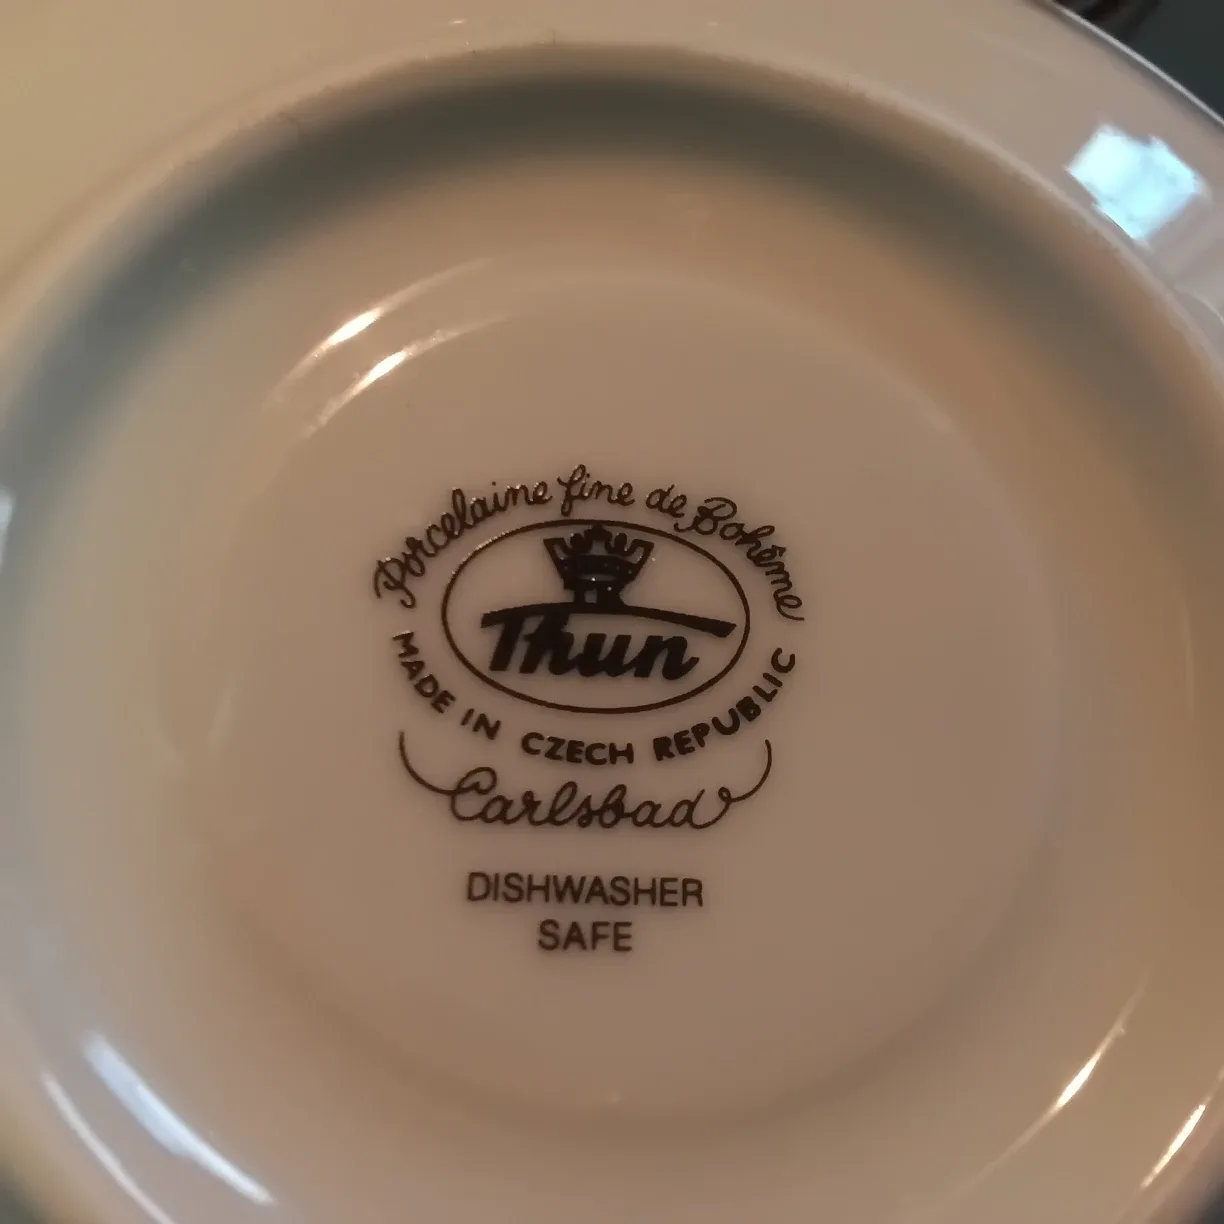 Porcelaine fine de Bohême
Thun
MADE IN CZECH REPUBLIC
Carlsbad
DISHWASHER
SAFE